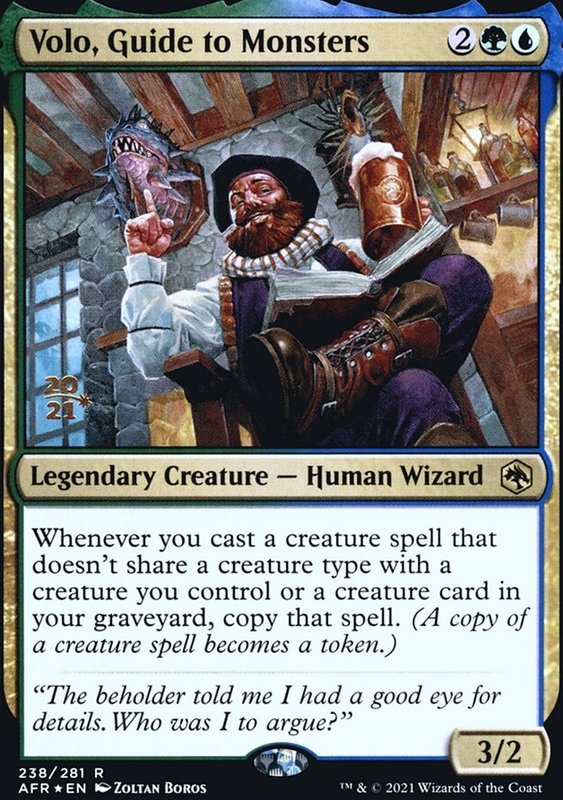 Volo, Guide to Monsters 2
20
21
Legendary Creature — Human Wizard
Whenever you cast a creature spell that
doesn't share a creature type with a
creature you control or a creature card in
your graveyard, copy that spell. (A copy of
a creature spell becomes a token.)
“The beholder told me I had a good eye for
details. Who was I to argue?”
3/2
238/281 R
AFR ★ EN ZOLTAN BOROS
™ & © 2021 Wizards of the Coast